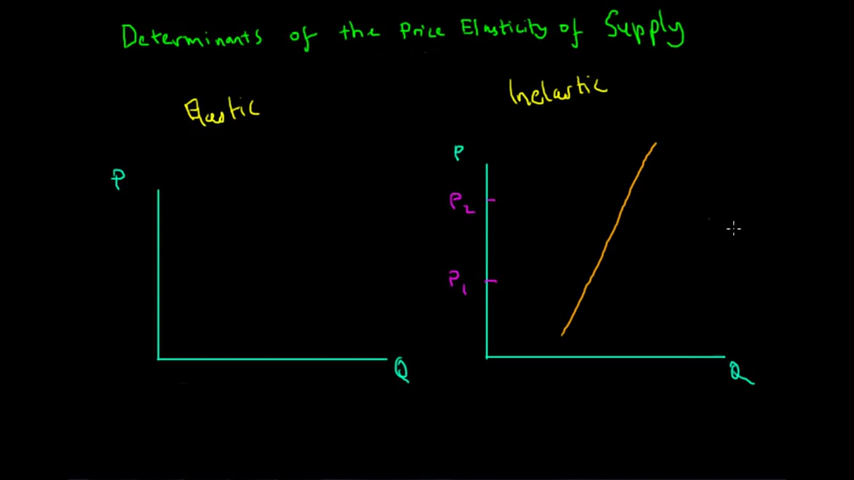 Determinants of the Price Elasticity of Supply
Elastic
Inelastic
P
P
P2
P1
Q
Q